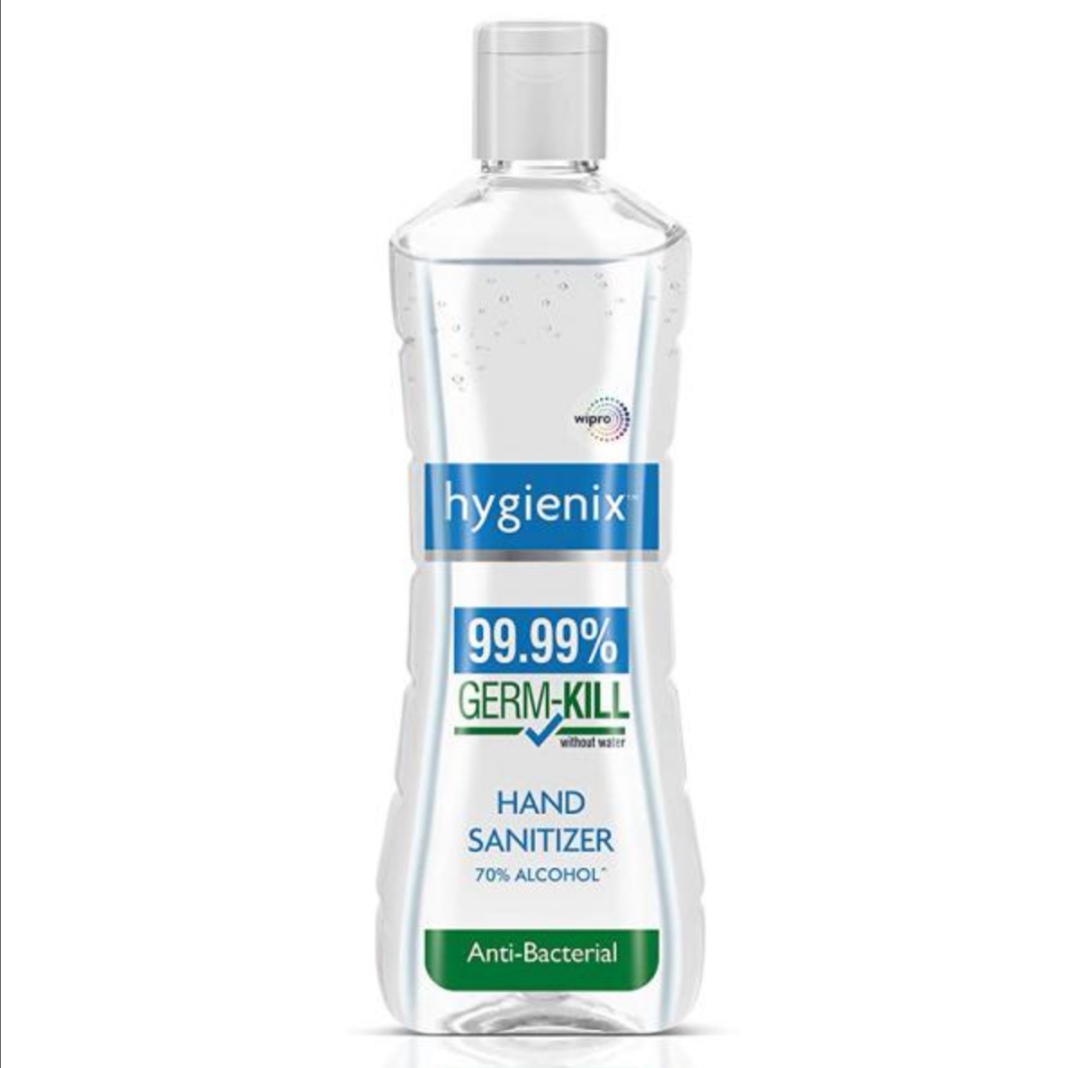 wipro
hygienix™
99.99%
GERM-KILL
without water
HAND
SANITIZER
70% ALCOHOL^
Anti-Bacterial